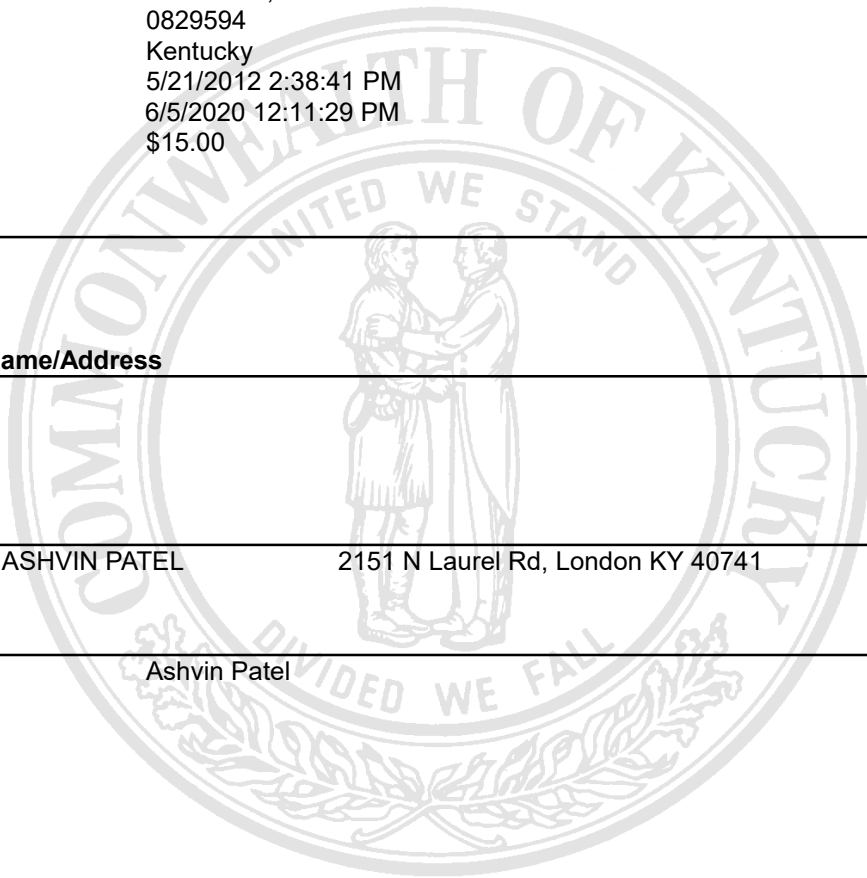 0829594
Kentucky
5/21/2012 2:38:41 PM
6/5/2020 12:11:29 PM
$15.00
COMMONWEALTH OF KENTUCKY
UNITED WE STAND
ame/Address
ASHVIN PATEL 2151 N Laurel Rd, London KY 40741
Ashvin Patel
DIVIDED WE FALL